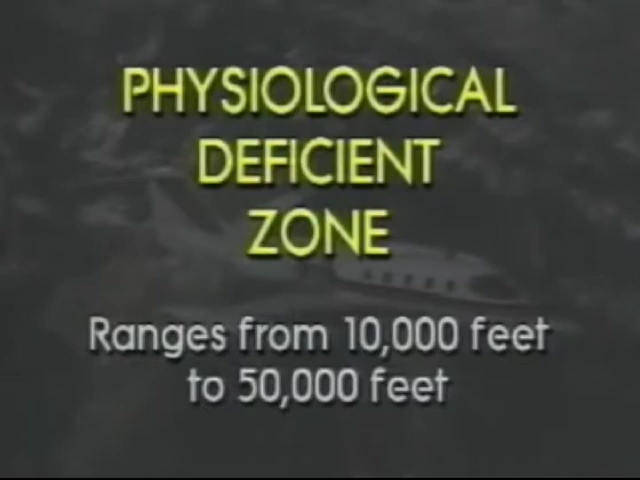 PHYSIOLOGICAL
DEFICIENT
ZONE
Ranges from 10,000 feet
to 50,000 feet